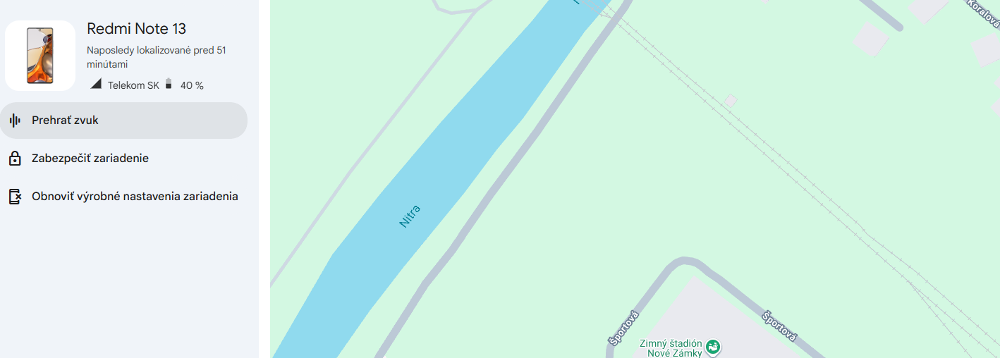 Redmi Note 13
Naposledy lokalizované pred 51
minútami
Telekom SK 40 %
Prehrať zvuk
Zabezpečiť zariadenie
Obnoviť výrobné nastavenia zariadenia
Koralová
Nitra
Športová
Športová
Zimný štadión
Nové Zámky